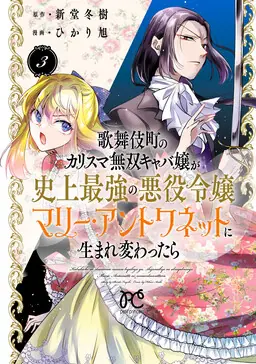 原作・新堂冬樹
漫画・ひかり旭
3
歌舞伎町の
カリスマ無双キャバ嬢が
史上最強の悪役令嬢
マリー・アントワネットに
生まれ変わったら